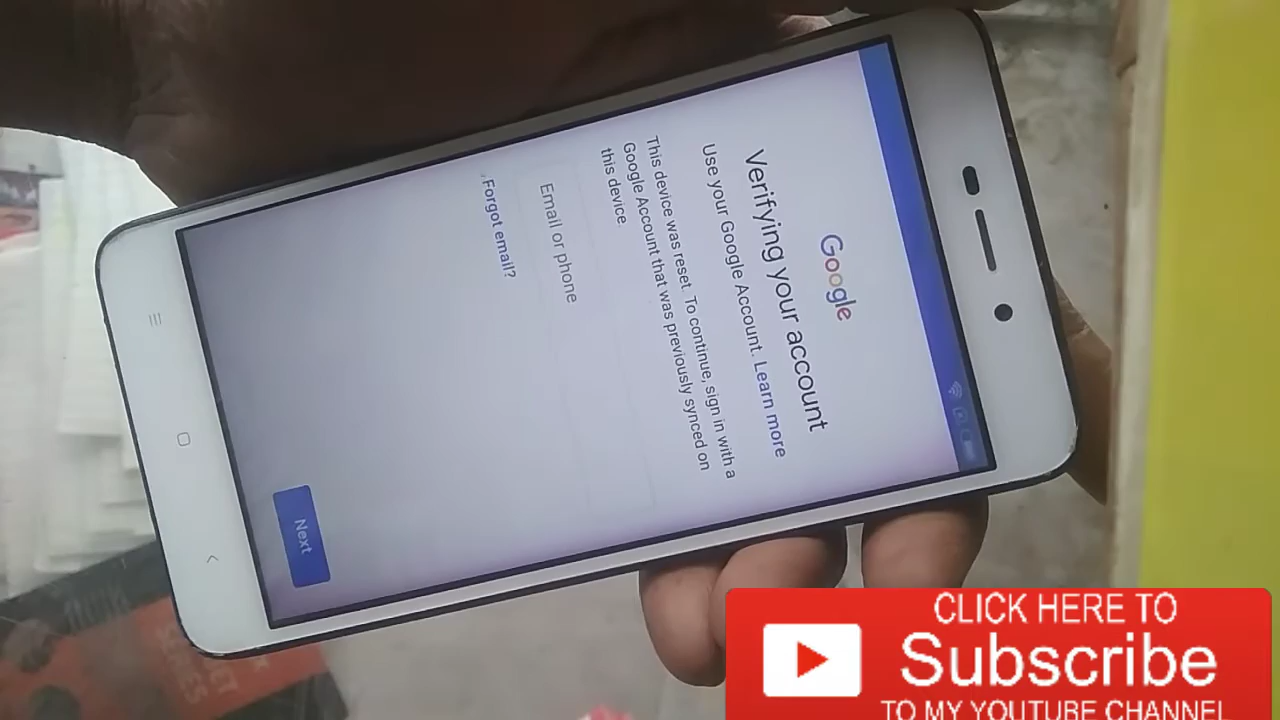 Google
Verifying your account
Use your Google Account. Learn more
This device was reset. To continue, sign in with a
Google Account that was previously synced on
this device.
Email or phone
Forgot email?
Next
CLICK HERE TO
Subscribe
TO MY YOUTUBE CHANNEL